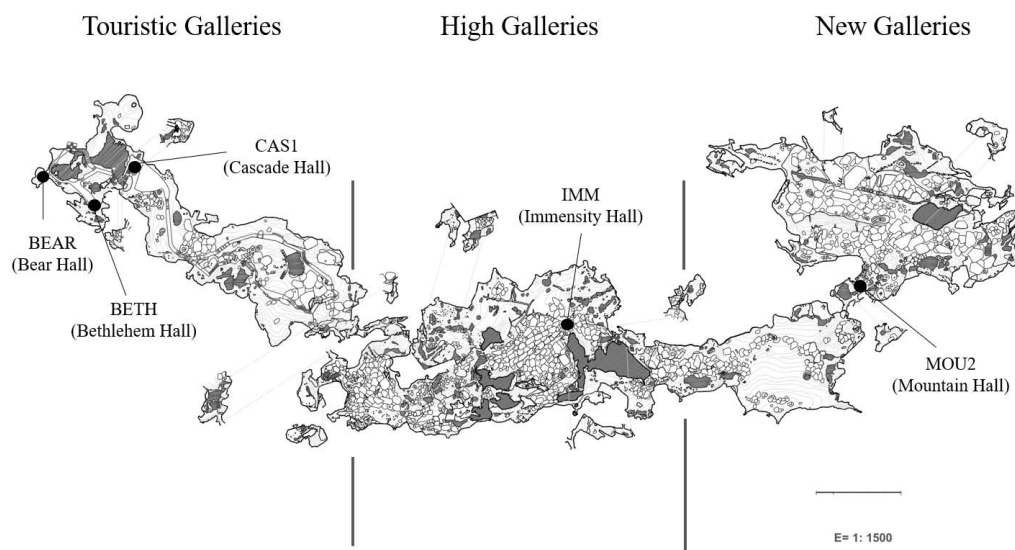 Touristic Galleries
High Galleries
New Galleries
CAS1
(Cascade Hall)
IMM
(Immensity Hall)
BEAR
(Bear Hall)
BETH
(Bethlehem Hall)
MOU2
(Mountain Hall)
E= 1: 1500